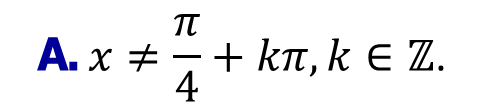 A. x ≠ π/4 + kπ, k ∈ ℤ.